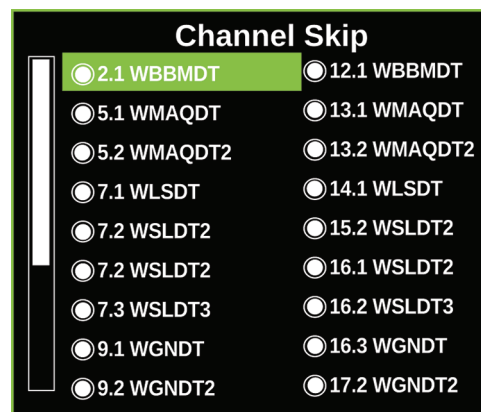 Channel Skip
2.1 WBBMDT
5.1 WMAQDT
5.2 WMAQDT2
7.1 WLSDT
7.2 WSLDT2
7.2 WSLDT2
7.3 WSLDT3
9.1 WGNDT
9.2 WGNDT2
12.1 WBBMDT
13.1 WMAQDT
13.2 WMAQDT2
14.1 WLSDT
15.2 WSLDT2
16.1 WSLDT2
16.2 WSLDT3
16.3 WGNDT
17.2 WGNDT2